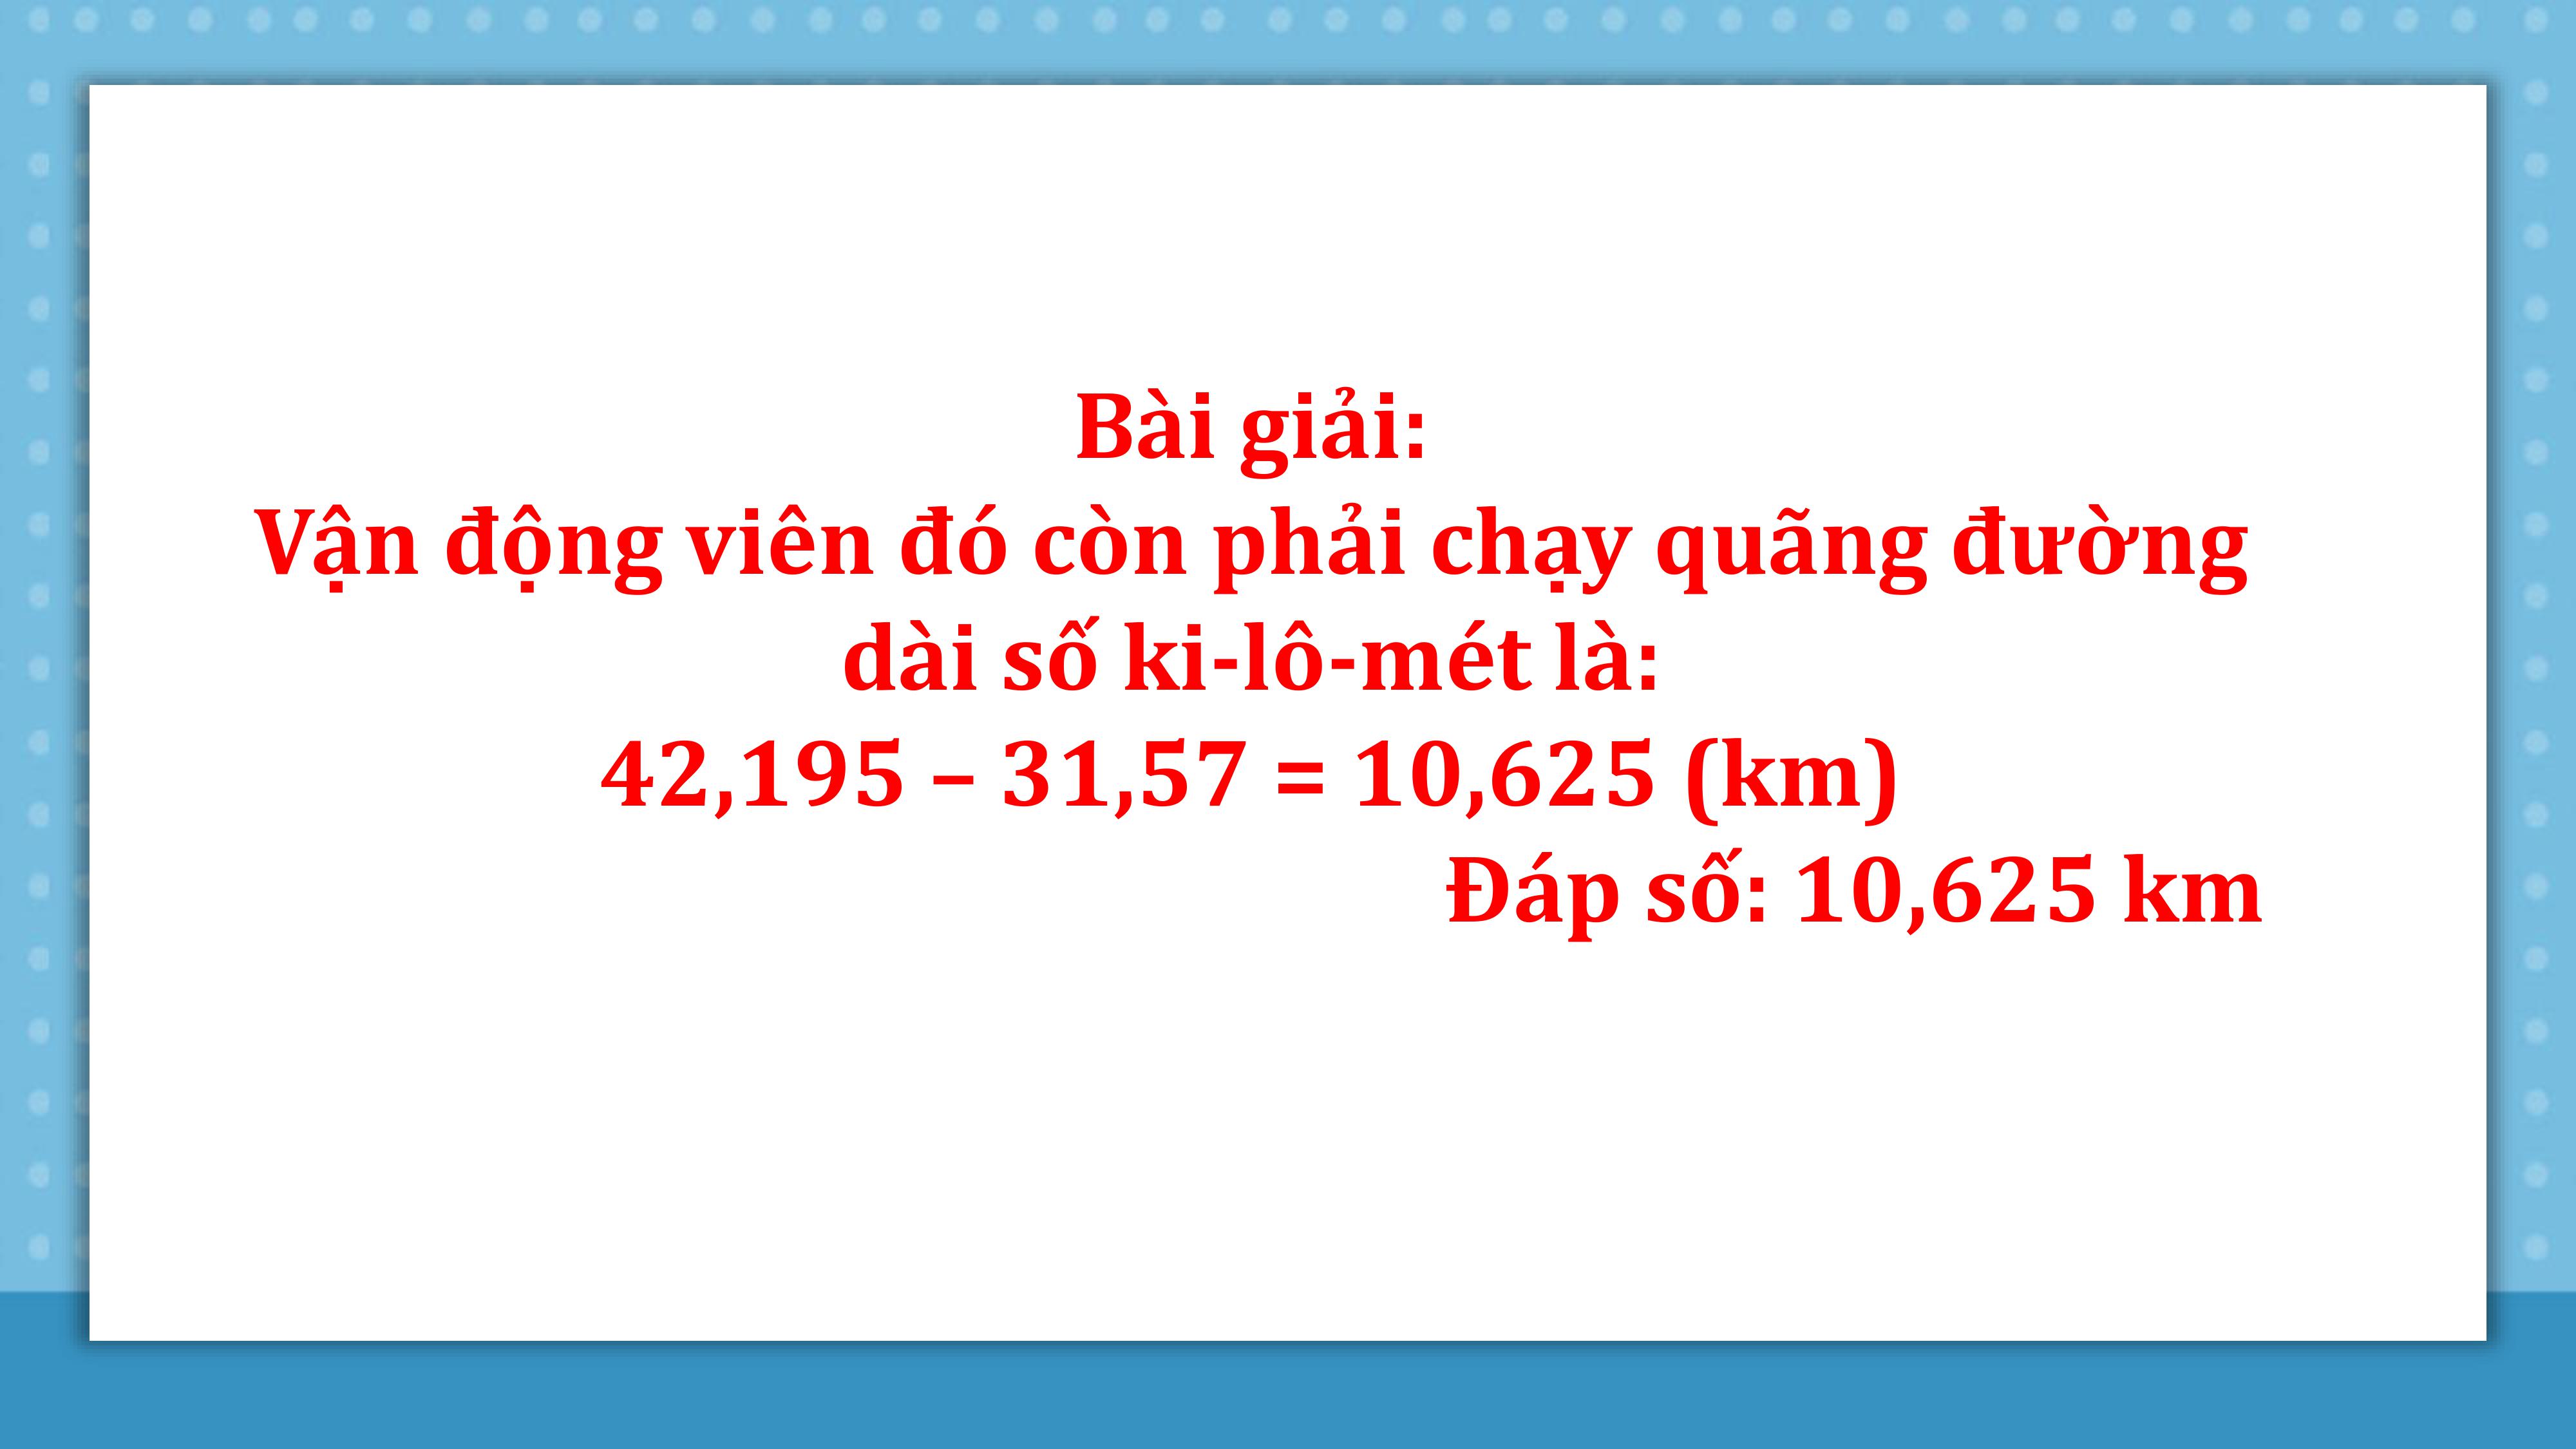 Bài giải:
Vận động viên đó còn phải chạy quãng đường
dài số ki-lô-mét là:
42,195 – 31,57 = 10,625 (km)
Đáp số: 10,625 km